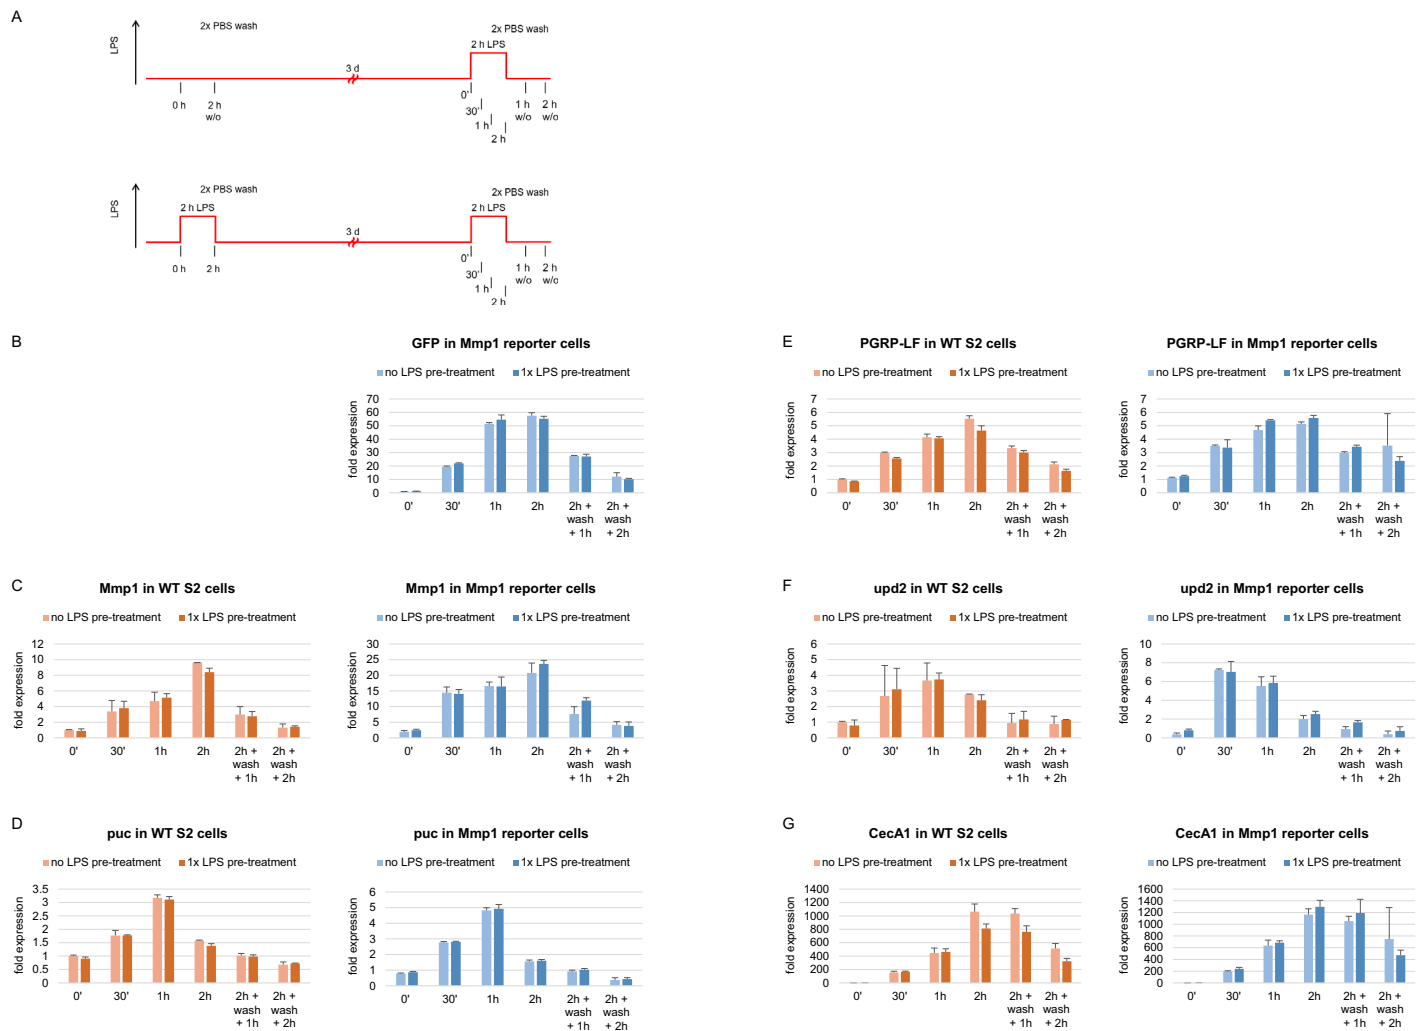 A
LPS
2x PBS wash
2x PBS wash
2 h LPS
3 d
0 h
2 h
w/o
0'
30'
1 h
2 h
1 h
w/o
2 h
w/o
LPS
2x PBS wash
2x PBS wash
2 h LPS
2 h LPS
3 d
0 h
2 h
0'
30'
1 h
2 h
1 h
w/o
2 h
w/o
B
GFP in Mmp1 reporter cells
no LPS pre-treatment 1x LPS pre-treatment
fold expression
70
60
50
40
30
20
10
0
0' 30' 1h 2h 2h + 2h +
wash wash
+ 1h + 2h
E
PGRP-LF in WT S2 cells
no LPS pre-treatment 1x LPS pre-treatment
fold expression
7
6
5
4
3
2
1
0
0' 30' 1h 2h 2h + 2h +
wash wash
+ 1h + 2h
PGRP-LF in Mmp1 reporter cells
no LPS pre-treatment 1x LPS pre-treatment
fold expression
7
6
5
4
3
2
1
0
0' 30' 1h 2h 2h + 2h +
wash wash
+ 1h + 2h
C
Mmp1 in WT S2 cells
no LPS pre-treatment 1x LPS pre-treatment
fold expression
12
10
8
6
4
2
0
0' 30' 1h 2h 2h + 2h +
wash wash
+ 1h + 2h
Mmp1 in Mmp1 reporter cells
no LPS pre-treatment 1x LPS pre-treatment
fold expression
30
25
20
15
10
5
0
0' 30' 1h 2h 2h + 2h +
wash wash
+ 1h + 2h
F
upd2 in WT S2 cells
no LPS pre-treatment 1x LPS pre-treatment
fold expression
6
5
4
3
2
1
0
0' 30' 1h 2h 2h + 2h +
wash wash
+ 1h + 2h
upd2 in Mmp1 reporter cells
no LPS pre-treatment 1x LPS pre-treatment
fold expression
10
8
6
4
2
0
0' 30' 1h 2h 2h + 2h +
wash wash
+ 1h + 2h
D
puc in WT S2 cells
no LPS pre-treatment 1x LPS pre-treatment
fold expression
3.5
3
2.5
2
1.5
1
0.5
0
0' 30' 1h 2h 2h + 2h +
wash wash
+ 1h + 2h
puc in Mmp1 reporter cells
no LPS pre-treatment 1x LPS pre-treatment
fold expression
6
5
4
3
2
1
0
0' 30' 1h 2h 2h + 2h +
wash wash
+ 1h + 2h
G
CecA1 in WT S2 cells
no LPS pre-treatment 1x LPS pre-treatment
fold expression
1400
1200
1000
800
600
400
200
0
0' 30' 1h 2h 2h + 2h +
wash wash
+ 1h + 2h
CecA1 in Mmp1 reporter cells
no LPS pre-treatment 1x LPS pre-treatment
fold expression
1600
1400
1200
1000
800
600
400
200
0
0' 30' 1h 2h 2h + 2h +
wash wash
+ 1h + 2h